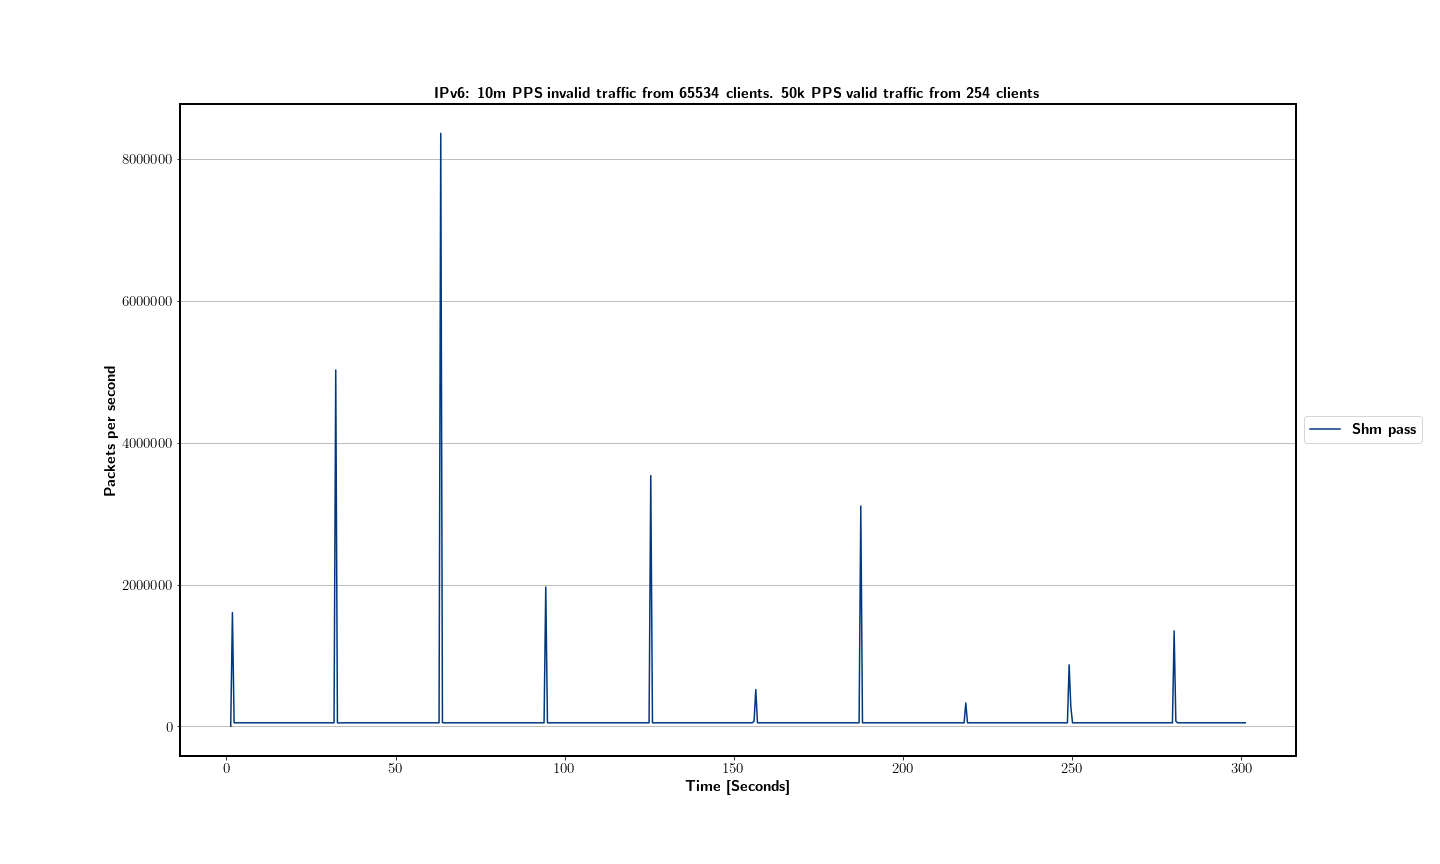 IPv6: 10m PPS invalid traffic from 65534 clients. 50k PPS valid traffic from 254 clients
8000000
6000000
4000000
2000000
0
Packets per second
0 50 100 150 200 250 300
Time [Seconds]
Shm pass